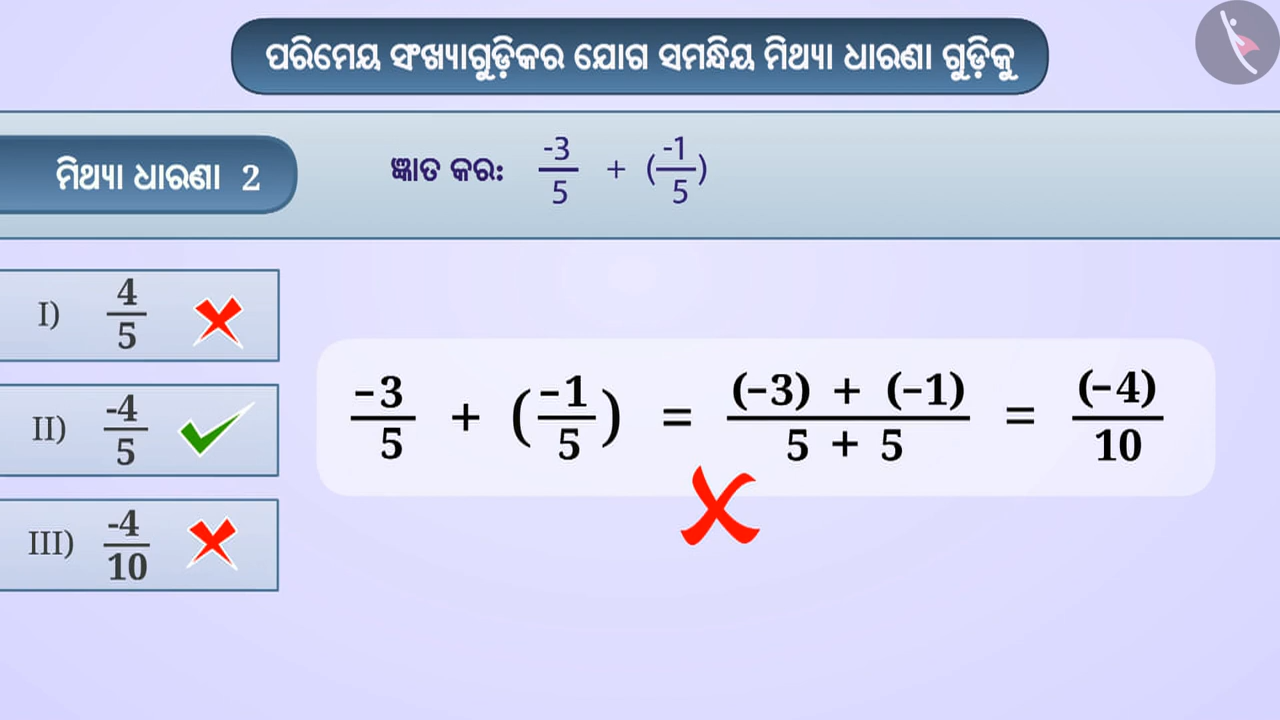 ପରିମେୟ ସଂଖ୍ୟାଗୁଡ଼ିକର ଯୋଗ ସମନ୍ଧିୟ ମିଥ୍ୟା ଧାରଣା ଗୁଡ଼ିକୁ
ମିଥ୍ୟା ଧାରଣା 2
ଜ୍ଞାତ କର: -3/5 + (-1/5)
I) 4/5
II) -4/5
III) -4/10
-3/5 + (-1/5) = (-3) + (-1)/5 + 5 = (-4)/10